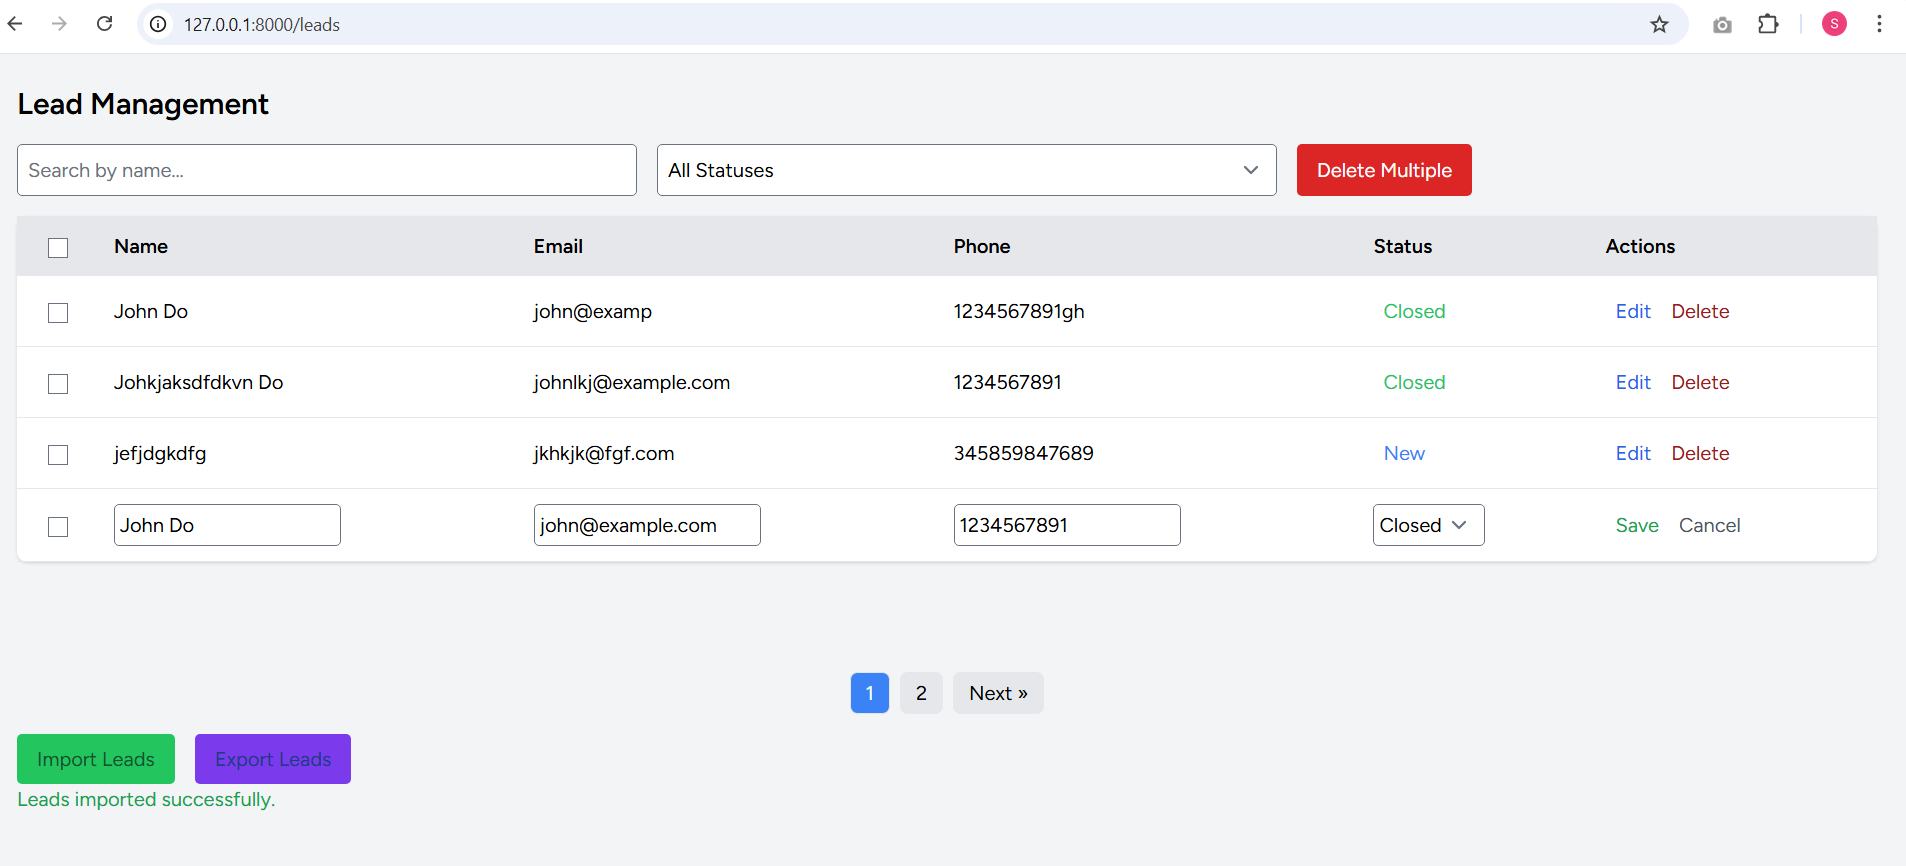 127.0.0.1:8000/leads
S
Lead Management
Search by name...
All Statuses
Delete Multiple
Name Email Phone Status Actions
John Do john@examp 1234567891gh Closed Edit Delete
Johkjaksdfdkvn Do johnlkj@example.com 1234567891 Closed Edit Delete
jefjdgkdfg jkhkjk@fgf.com 345859847689 New Edit Delete
John Do john@example.com 1234567891 Closed Save Cancel
1 2 Next »
Import Leads Export Leads
Leads imported successfully.